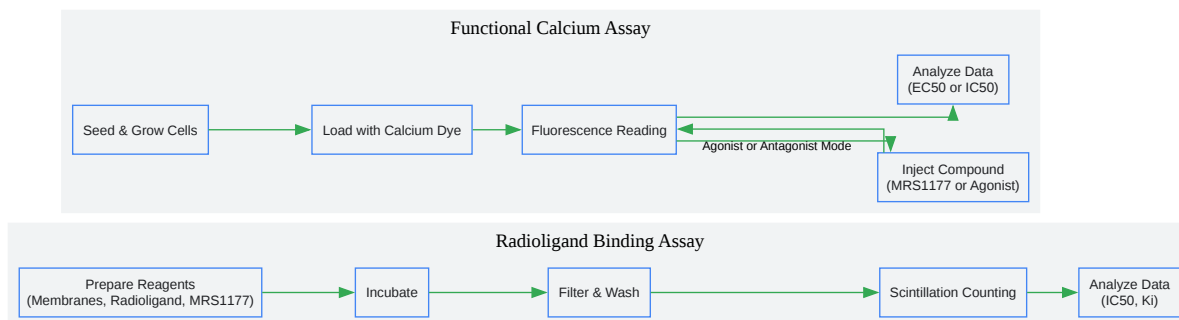 Functional Calcium Assay
Seed & Grow Cells
Load with Calcium Dye
Fluorescence Reading
Analyze Data
(EC50 or IC50)
Agonist or Antagonist Mode
Inject Compound
(MRS1177 or Agonist)
Radioligand Binding Assay
Prepare Reagents
(Membranes, Radioligand, MRS1177)
Incubate
Filter & Wash
Scintillation Counting
Analyze Data
(IC50, Ki)